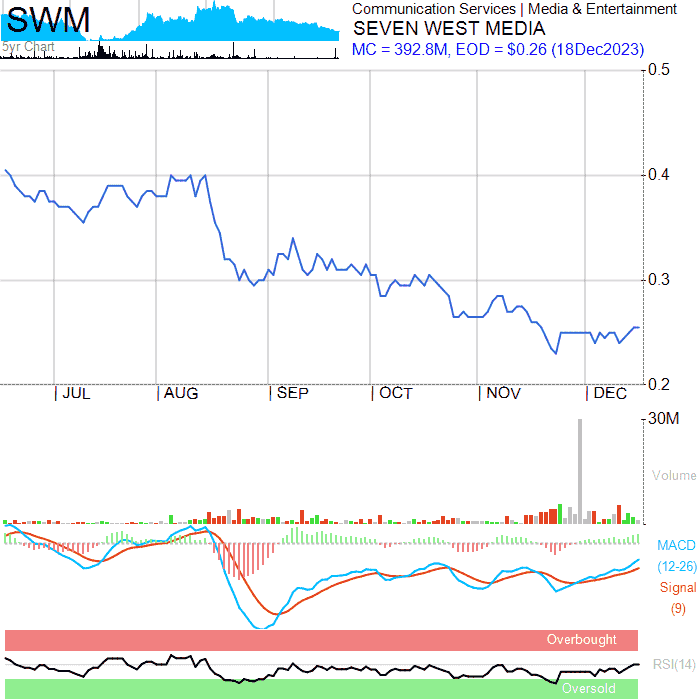 SWM
5yr Chart
Communication Services | Media & Entertainment
SEVEN WEST MEDIA
MC = 392.8M, EOD = $0.26 (18Dec2023)
0.5
0.4
0.3
0.2
| JUL | AUG | SEP | OCT | NOV | DEC
30M
Volume
MACD
(12-26)
Signal
(9)
Overbought
RSI(14)
Oversold